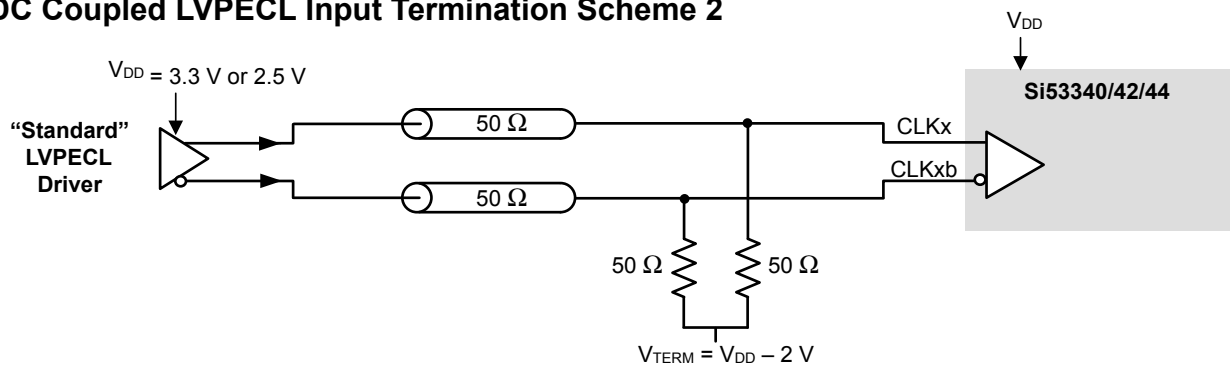 DC Coupled LVPECL Input Termination Scheme 2
VDD
VDD = 3.3 V or 2.5 V
Si53340/42/44
“Standard”
LVPECL
Driver
50 Ω
CLKx
50 Ω
CLKxb
50 Ω
50 Ω
VTERM = VDD – 2 V